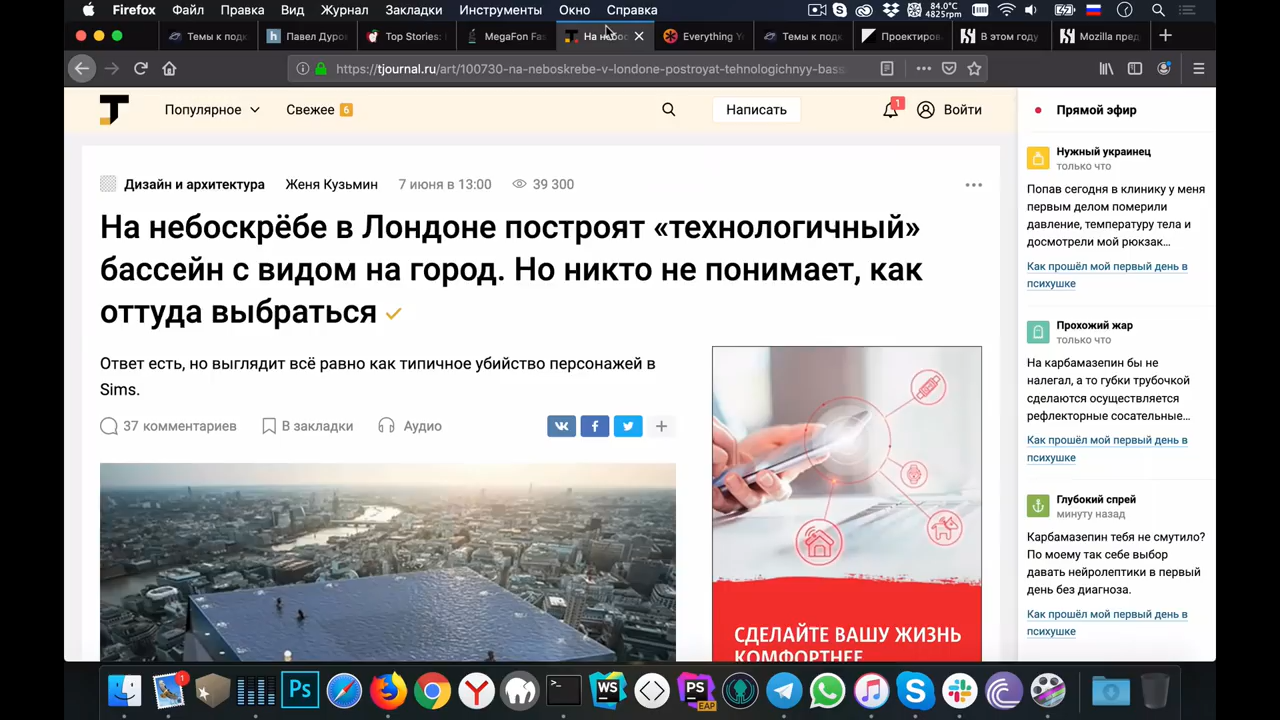 Firefox Файл Правка Вид Журнал Закладки Инструменты Окно Справка
84.0°C
4825rpm
Темы к подк
Павел Дуро
Top Stories:
MegaFon Fa
На небос
Everything Y
Темы к подк
Проектиров
В этом году
Mozilla пред
https://tjournal.ru/art/100730-na-neboskrebe-v-londone-postroyat-tehnologichnyy-bass
Популярное
Свежее 6
Написать
1
Войти
Дизайн и архитектура Женя Кузьмин 7 июня в 13:00 39 300
На небоскрёбе в Лондоне построят «технологичный»
бассейн с видом на город. Но никто не понимает, как
оттуда выбраться
Ответ есть, но выглядит всё равно как типичное убийство персонажей в
Sims.
37 комментариев В закладки Аудио
СДЕЛАЙТЕ ВАШУ ЖИЗНЬ
КОМФОРТНЕЕ
Прямой эфир
Нужный украинец
только что
Попав сегодня в клинику у меня
первым делом померили
давление, температуру тела и
досмотрели мой рюкзак…
Как прошёл мой первый день в
психушке
Прохожий жар
только что
На карбамазепин бы не
налегал, а то губки трубочкой
сделаются осуществляется
рефлекторные сосательные…
Как прошёл мой первый день в
психушке
Глубокий спрей
минуту назад
Карбамазепин тебя не смутило?
По моему так себе выбор
давать нейролептики в первый
день без диагноза.
Как прошёл мой первый день в
психушке
1
Ps
WS
PS
EAP